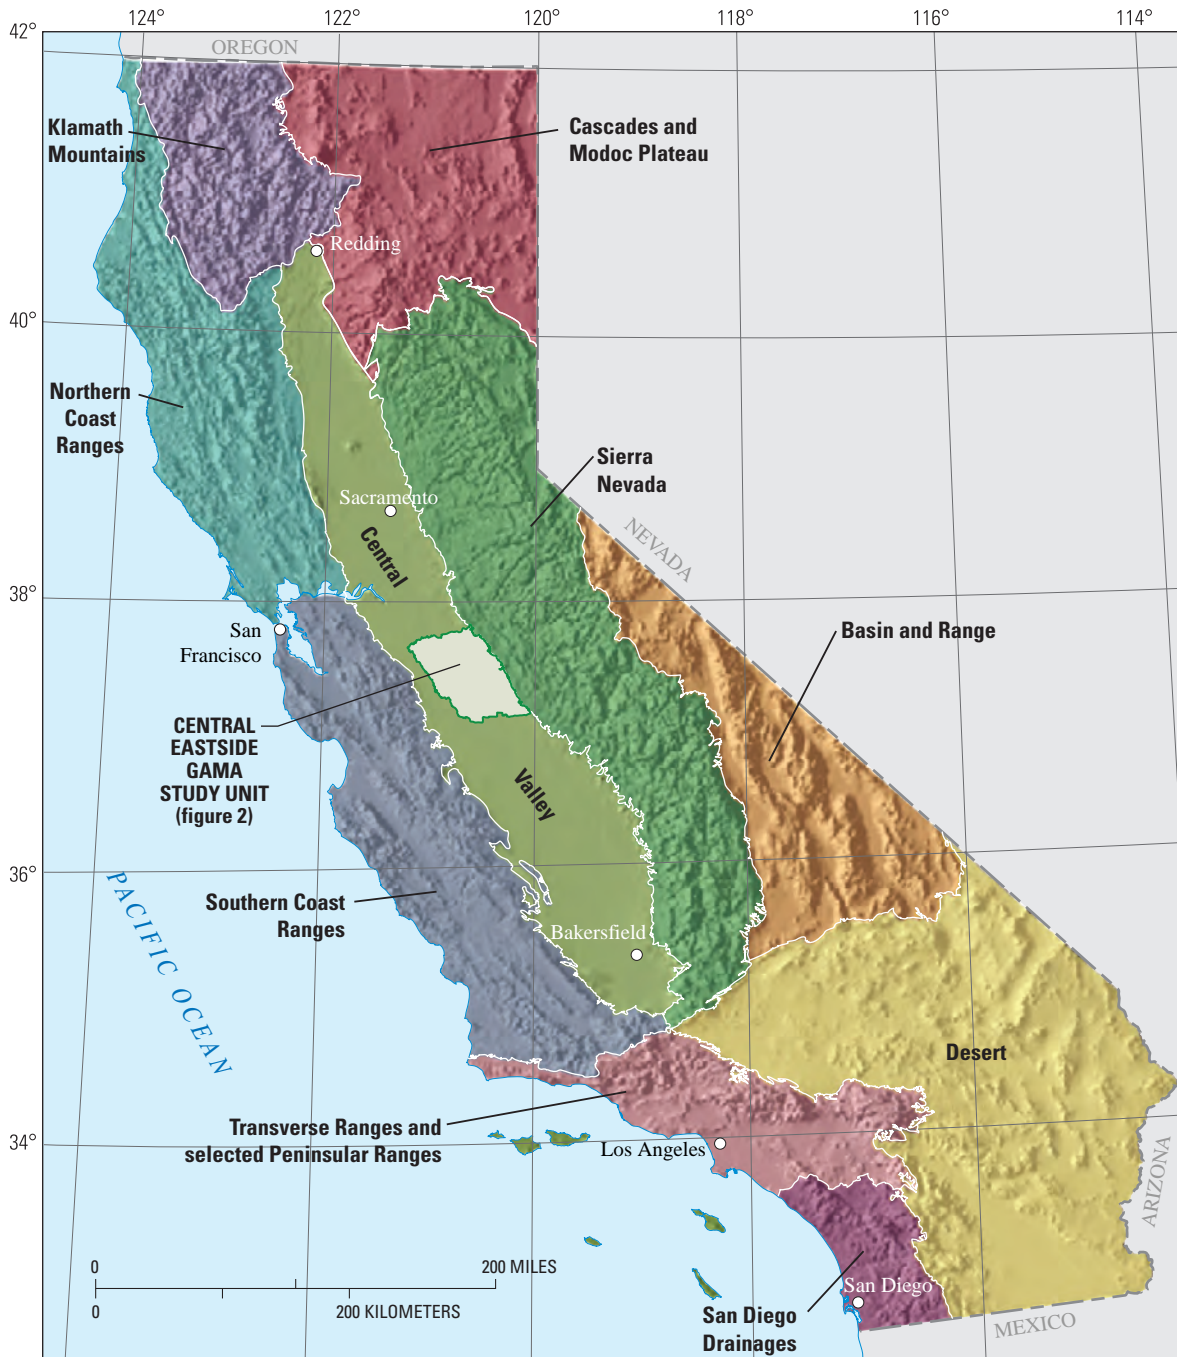 124°
122°
120°
118°
116°
114°
42°
OREGON
Klamath
Mountains
Cascades and
Modoc Plateau
Redding
40°
Northern
Coast
Ranges
Sierra
Nevada
Sacramento
NEVADA
Central
38°
San
Francisco
Basin and Range
CENTRAL
EASTSIDE
GAMA
STUDY UNIT
(figure 2)
Valley
36°
PACIFIC OCEAN
Southern Coast
Ranges
Bakersfield
Desert
34°
Transverse Ranges and
selected Peninsular Ranges
Los Angeles
ARIZONA
0
200 MILES
0
200 KILOMETERS
San Diego
San Diego
Drainages
MEXICO